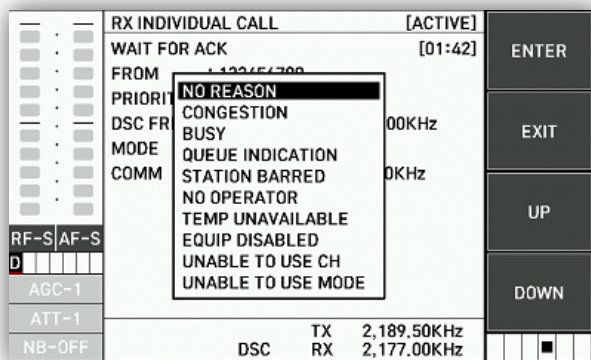 RX INDIVIDUAL CALL [ACTIVE]
WAIT FOR ACK [01:42]
FROM
PRIORIT
DSC FR 00KHz
MODE
COMM 0KHz
NO REASON
CONGESTION
BUSY
QUEUE INDICATION
STATION BARRED
NO OPERATOR
TEMP UNAVAILABLE
EQUIP DISABLED
UNABLE TO USE CH
UNABLE TO USE MODE
TX 2,189.50KHz
DSC RX 2,177.00KHz
RF-S AF-S
D
AGC-1
ATT-1
NB-OFF
ENTER
EXIT
UP
DOWN